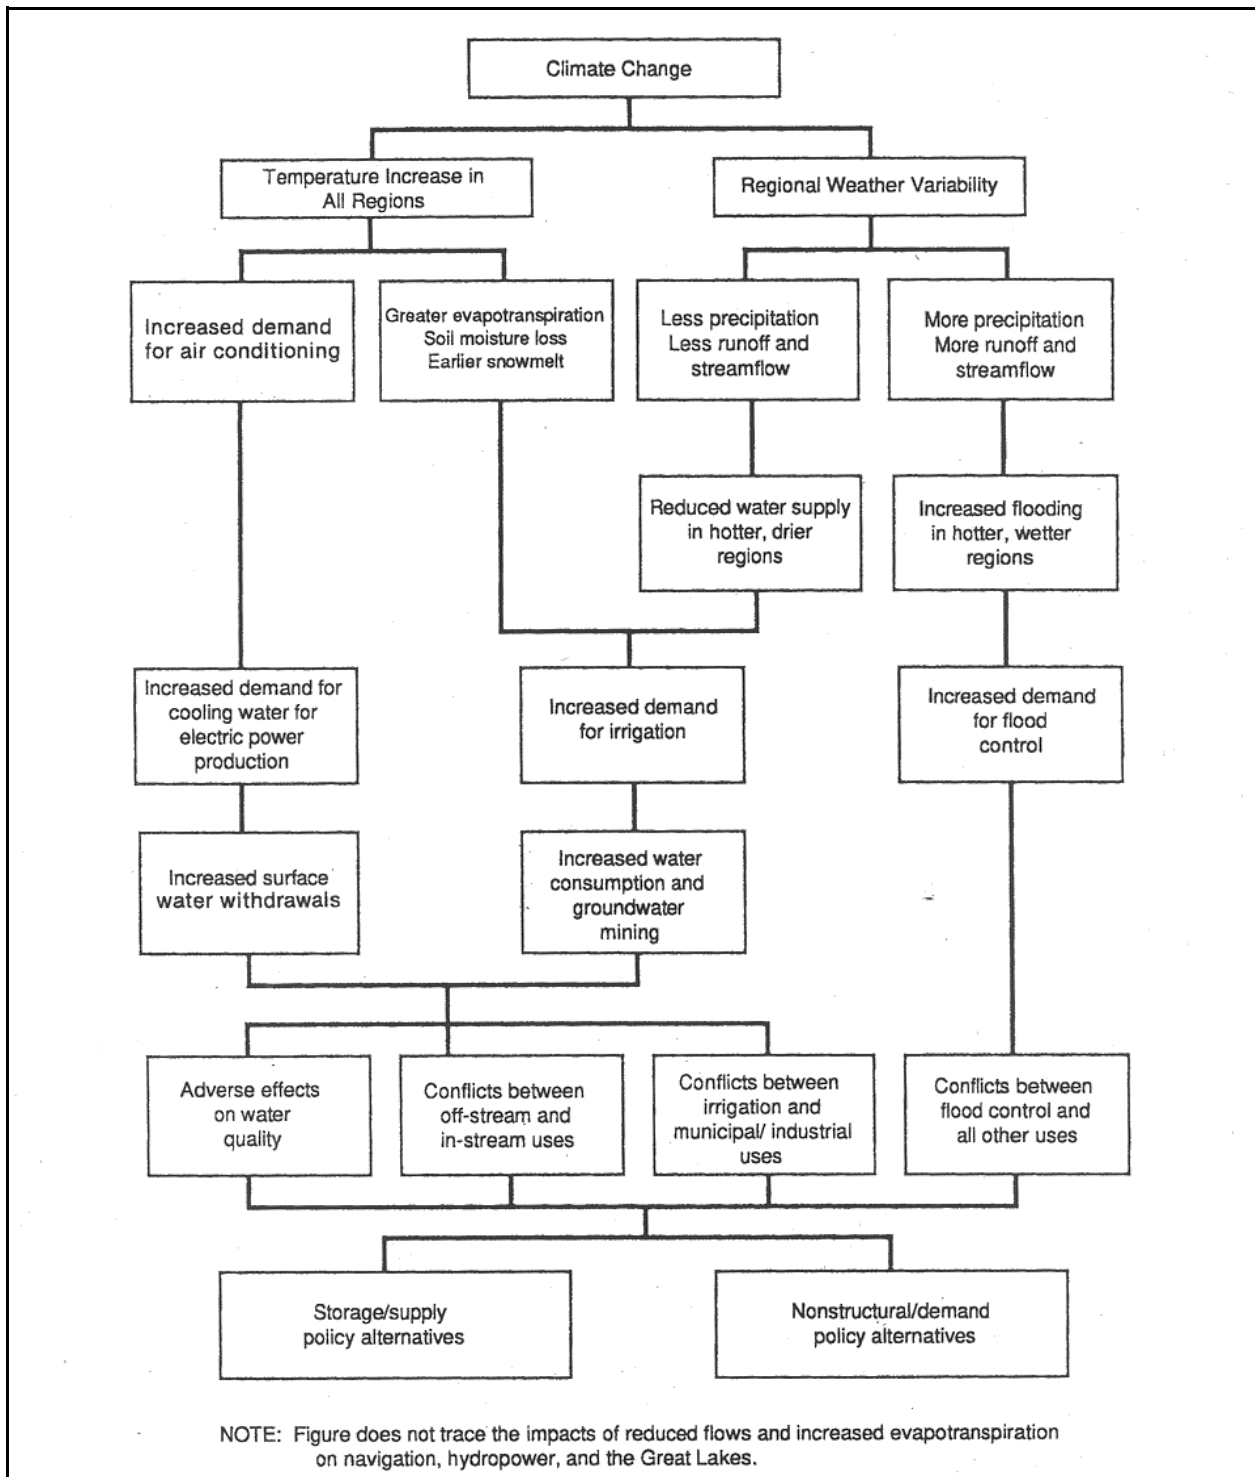 Climate Change
Temperature Increase in
All Regions
Regional Weather Variability
Increased demand
for air conditioning
Greater evapotranspiration
Soil moisture loss
Earlier snowmelt
Less precipitation
Less runoff and
streamflow
More precipitation
More runoff and
streamflow
Reduced water supply
in hotter, drier
regions
Increased flooding
in hotter, wetter
regions
Increased demand for
cooling water for
electric power
production
Increased demand
for irrigation
Increased demand
for flood
control
Increased surface
water withdrawals
Increased water
consumption and
groundwater
mining
Adverse effects
on water
quality
Conflicts between
off-stream and
in-stream uses
Conflicts between
irrigation and
municipal/ industrial
uses
Conflicts between
flood control and
all other uses
Storage/supply
policy alternatives
Nonstructural/demand
policy alternatives
NOTE: Figure does not trace the impacts of reduced flows and increased evapotranspiration
on navigation, hydropower, and the Great Lakes.